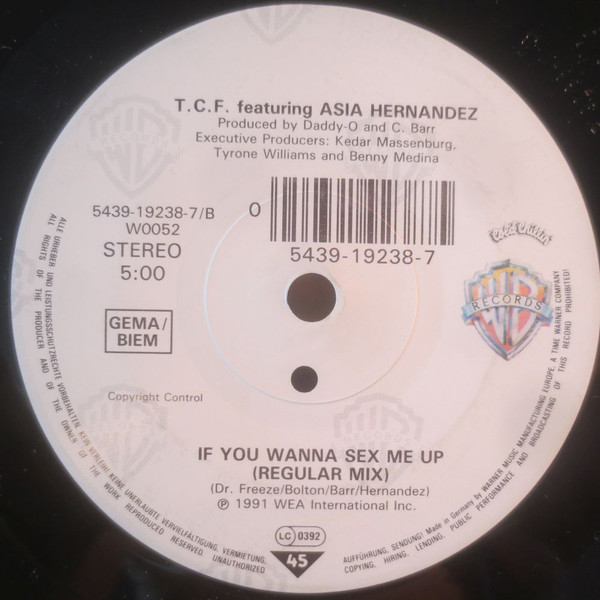 T.C.F. featuring ASIA HERNANDEZ
Produced by Daddy-O and C. Barr
Executive Producers: Kedar Massenburg,
Tyrone Williams and Benny Medina
5439-19238-7/B
W0052
STEREO
5:00
0
5439-19238-7
Cold Chillin'
WB
RECORDS
GEMA/
BIEM
Copyright Control
IF YOU WANNA SEX ME UP
(REGULAR MIX)
(Dr. Freeze/Bolton/Barr/Hernandez)
℗ 1991 WEA International Inc.
LC 0392
45
ALLE URHEBER UND LEISTUNGSSCHUTZRECHTE VORBEHALTEN. KEIN VERLEIH! KEINE UNERLAUBTE VERVIELFÄLTIGUNG, VERMIETUNG,
AUFFÜHRUNG, SENDUNG! Made in Germany by WARNER MUSIC MANUFACTURING EUROPE, A TIME WARNER COMPANY
ALL RIGHTS OF THE PRODUCER AND OF THE OWNER OF THE WORK REPRODUCED RESERVED. UNAUTHORIZED
COPYING, HIRING, LENDING, PUBLIC PERFORMANCE AND BROADCASTING OF THIS RECORD PROHIBITED!